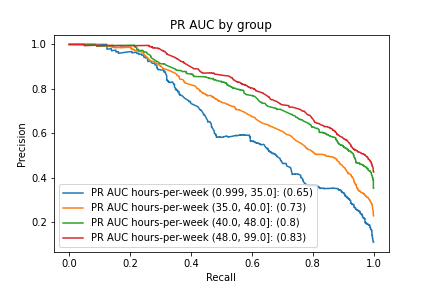 PR AUC by group
1.0
0.8
0.6
0.4
0.2
Precision
PR AUC hours-per-week (0.999, 35.0]: (0.65)
PR AUC hours-per-week (35.0, 40.0]: (0.73)
PR AUC hours-per-week (40.0, 48.0]: (0.8)
PR AUC hours-per-week (48.0, 99.0]: (0.83)
0.0 0.2 0.4 0.6 0.8 1.0
Recall